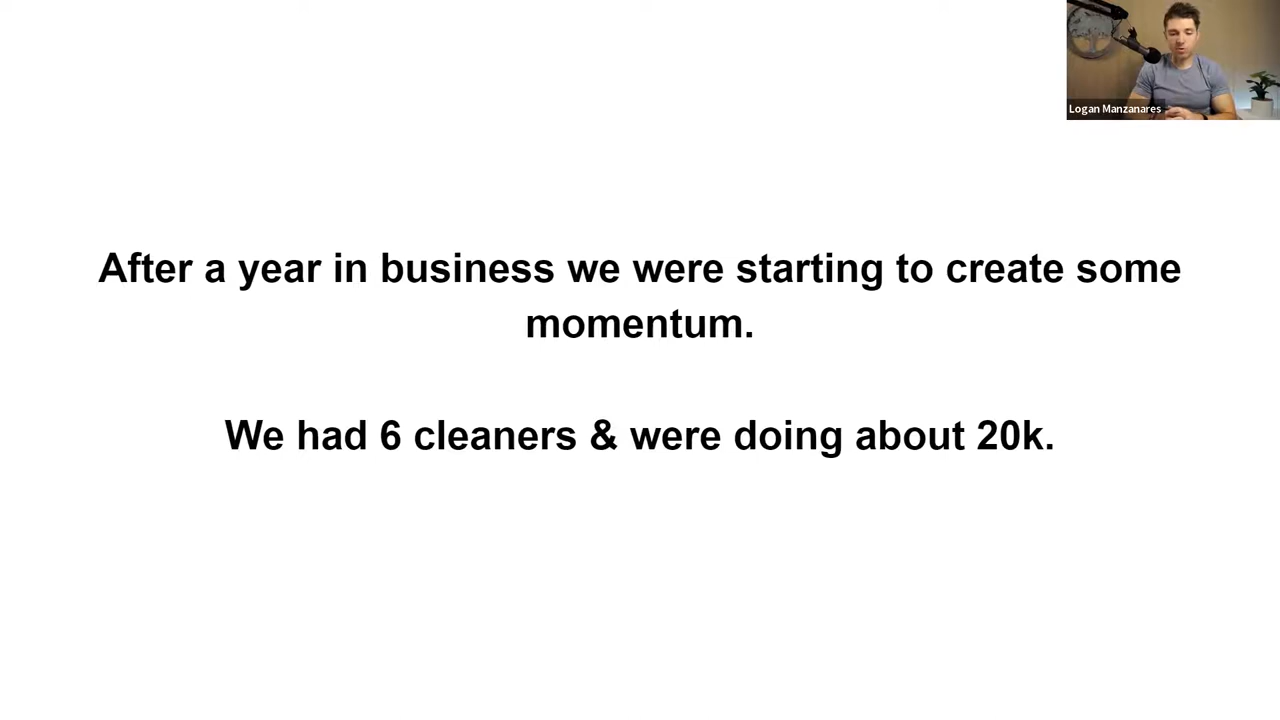 Logan Manzanares
After a year in business we were starting to create some
momentum.
We had 6 cleaners & were doing about 20k.